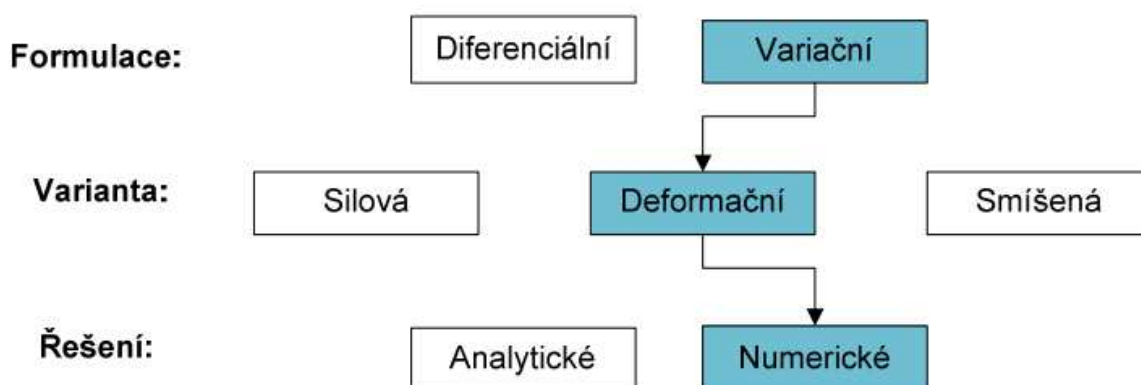 Formulace: Diferenciální Variační
Varianta: Silová Deformační Smíšená
Řešení: Analytické Numerické